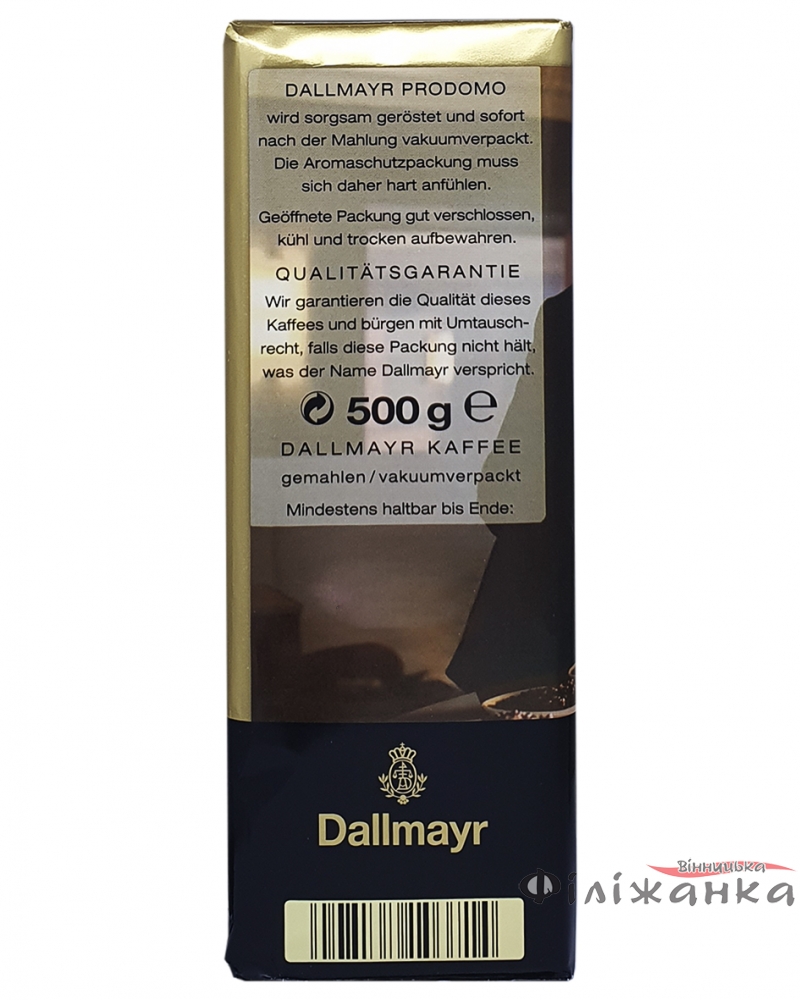 DALLMAYR PRODOMO
wird sorgsam geröstet und sofort
nach der Mahlung vakuumverpackt.
Die Aromaschutzpackung muss
sich daher hart anfühlen.
Geöffnete Packung gut verschlossen,
kühl und trocken aufbewahren.
QUALITÄTSGARANTIE
Wir garantieren die Qualität dieses
Kaffees und bürgen mit Umtausch-
recht, falls diese Packung nicht hält,
was der Name Dallmayr verspricht.
500 g ℮
DALLMAYR KAFFEE
gemahlen / vakuumverpackt
Mindestens haltbar bis Ende:
Dallmayr
Вінницька
Філіжанка